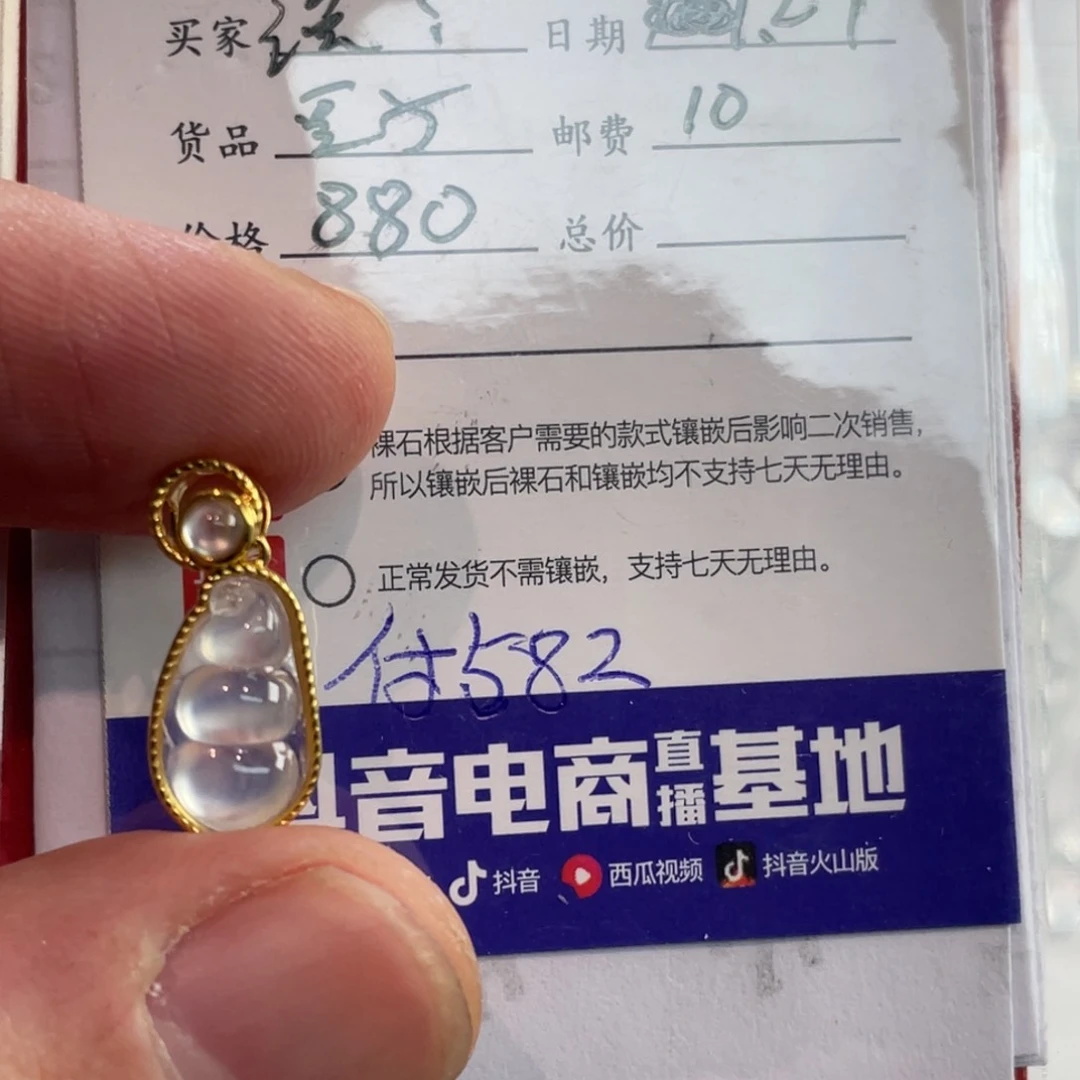 买家 日期
货品 邮费 10
价格 880 总价
裸石根据客户需要的款式镶嵌后影响二次销售，
所以镶嵌后裸石和镶嵌均不支持七天无理由。
正常发货不需镶嵌，支持七天无理由。
付582
抖音电商直播基地
抖音 西瓜视频 抖音火山版